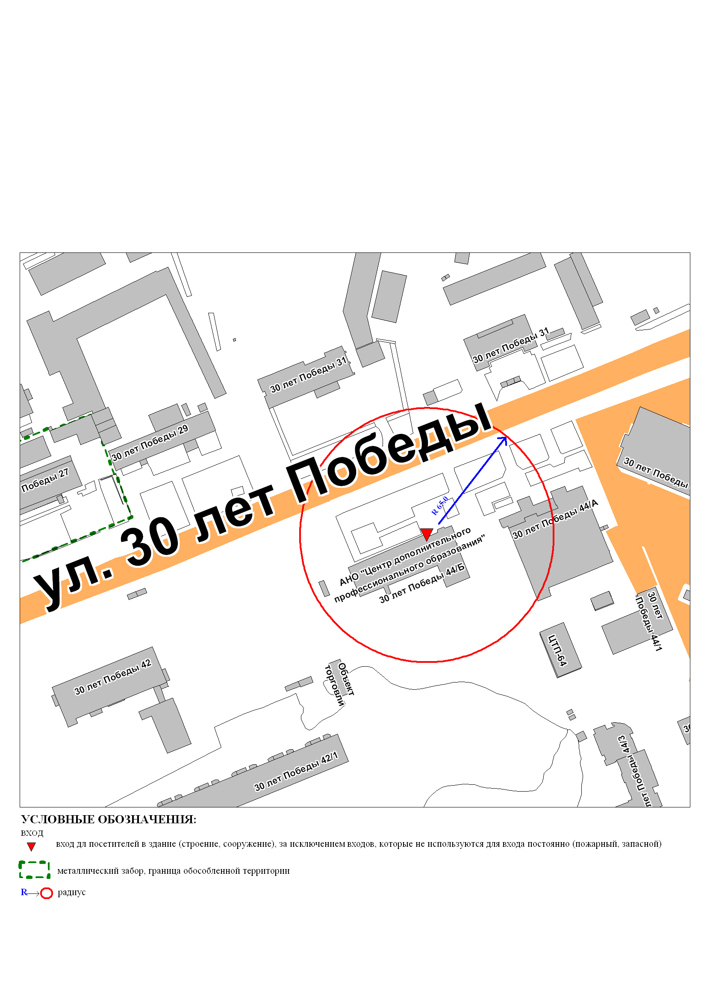 30 лет Победы 31
30 лет Победы 31
30 лет Победы 29
Победы 27
30 лет Победы
ул. 30 лет Победы
R 65.0
30 лет Победы 44/А
АНО "Центр дополнительного
профессионального образования"
30 лет Победы 44/Б
30 лет
Победы 44/1
ЦТП-64
30 лет Победы 42
Объект
торговли
30 лет Победы 42/1
лет Победы 44/3
УСЛОВНЫЕ ОБОЗНАЧЕНИЯ:
ВХОД
вход дл посетителей в здание (строение, сооружение), за исключением входов, которые не используются для входа постоянно (пожарный, запасной)
металлический забор, граница обособленной территории
R радиус